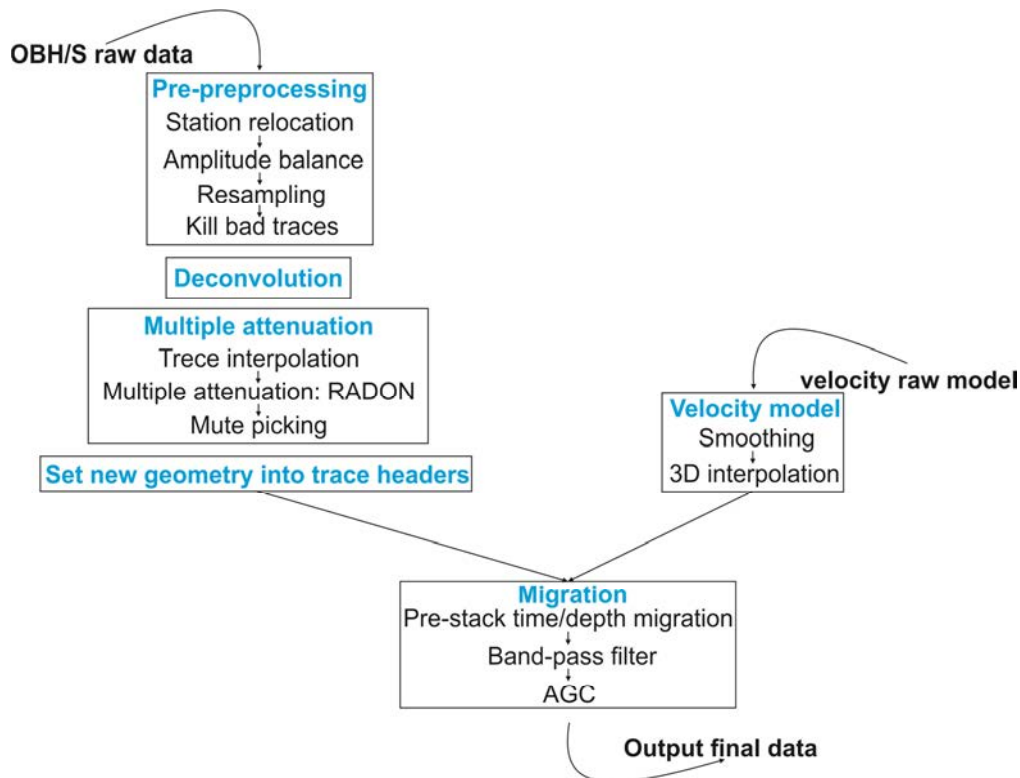 OBH/S raw data
Pre-preprocessing
Station relocation
Amplitude balance
Resampling
Kill bad traces
Deconvolution
Multiple attenuation
Trece interpolation
Multiple attenuation: RADON
Mute picking
Set new geometry into trace headers
velocity raw model
Velocity model
Smoothing
3D interpolation
Migration
Pre-stack time/depth migration
Band-pass filter
AGC
Output final data